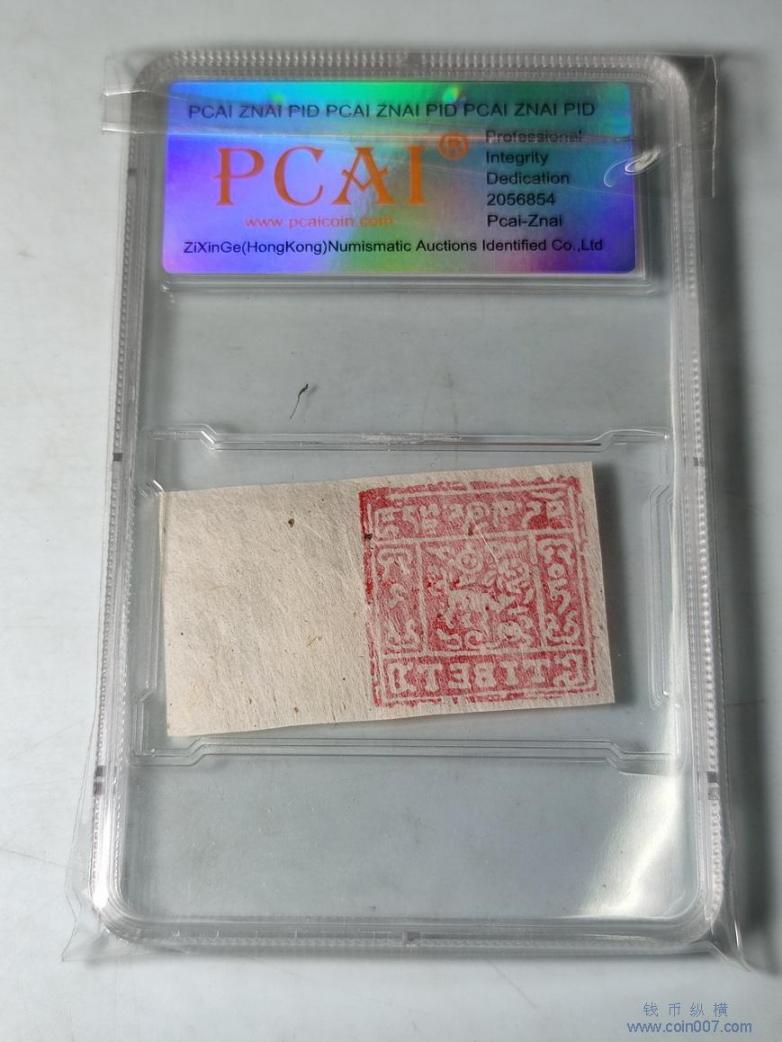 PCAI ZNAI PID PCAI ZNAI PID PCAI ZNAI PID
PCAI®
www.pcaicoin.com
Professional
Integrity
Dedication
2056854
Pcai-Znai
ZiXinGe(HongKong)Numismatic Auctions Identified Co.,Ltd
TIBET
钱币纵横
www.coin007.com